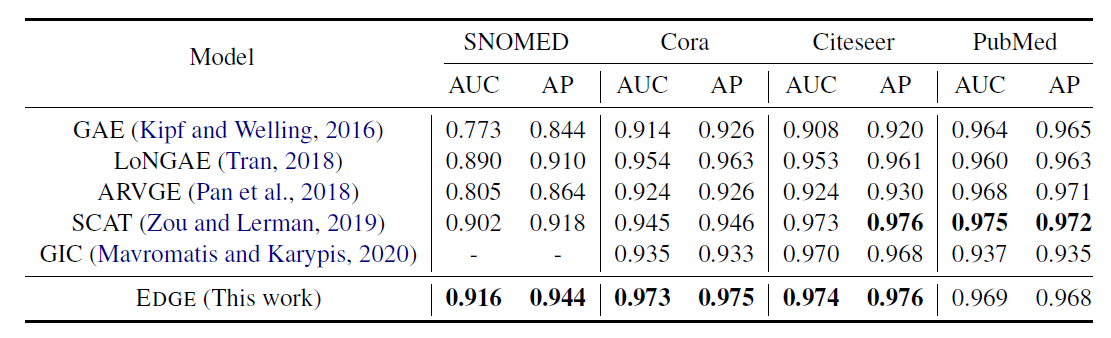 Model SNOMED Cora Citeseer PubMed
AUC AP AUC AP AUC AP AUC AP
GAE (Kipf and Welling, 2016) 0.773 0.844 0.914 0.926 0.908 0.920 0.964 0.965
LoNGAE (Tran, 2018) 0.890 0.910 0.954 0.963 0.953 0.961 0.960 0.963
ARVGE (Pan et al., 2018) 0.805 0.864 0.924 0.926 0.924 0.930 0.968 0.971
SCAT (Zou and Lerman, 2019) 0.902 0.918 0.945 0.946 0.973 0.976 0.975 0.972
GIC (Mavromatis and Karypis, 2020) - - 0.935 0.933 0.970 0.968 0.937 0.935
EDGE (This work) 0.916 0.944 0.973 0.975 0.974 0.976 0.969 0.968